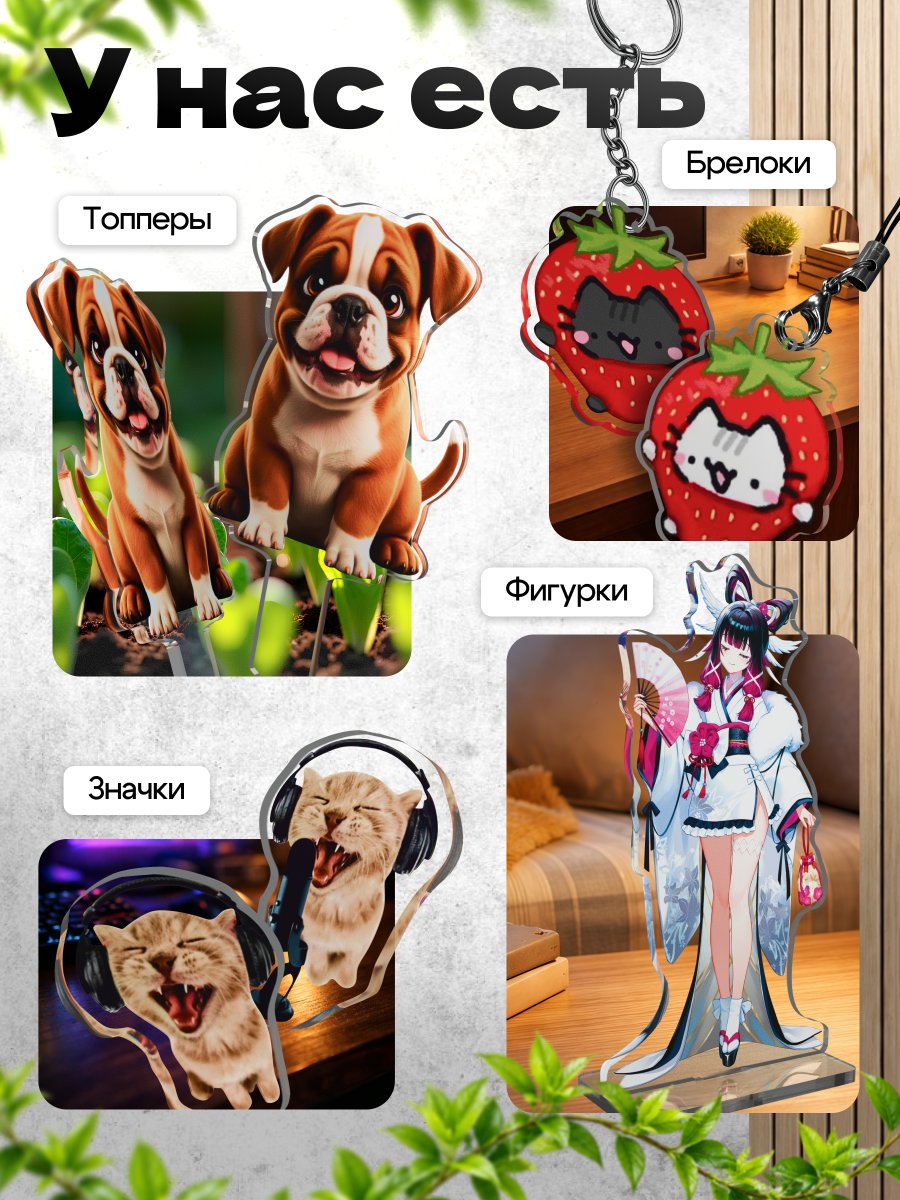 У нас есть
Брелоки
Топперы
Фигурки
Значки